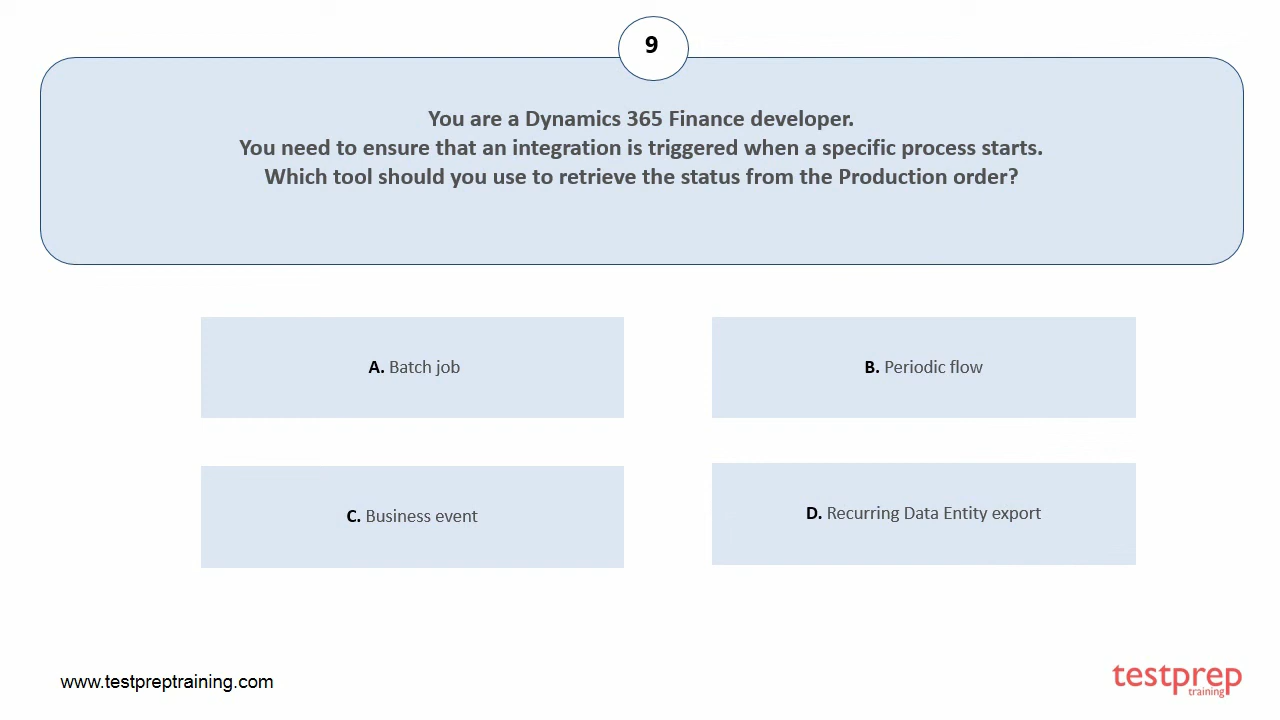 9
You are a Dynamics 365 Finance developer.
You need to ensure that an integration is triggered when a specific process starts.
Which tool should you use to retrieve the status from the Production order?
A. Batch job
B. Periodic flow
C. Business event
D. Recurring Data Entity export
www.testpreptraining.com
testprep
training